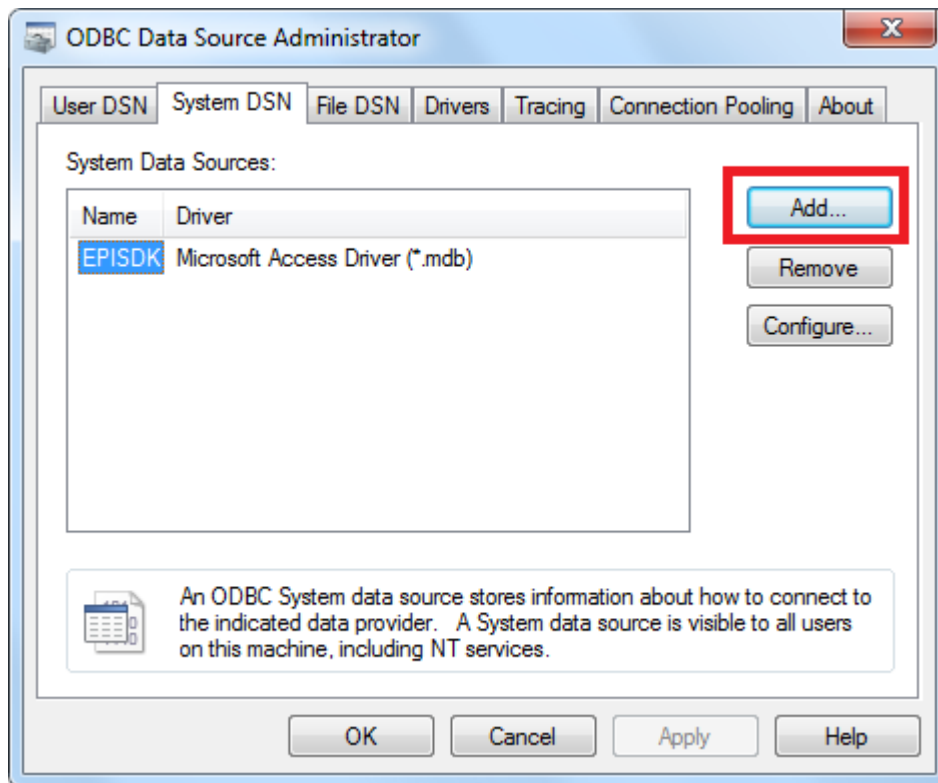 ODBC Data Source Administrator
User DSN System DSN File DSN Drivers Tracing Connection Pooling About
System Data Sources:
Name Driver
EPISDK Microsoft Access Driver (*.mdb)
Add...
Remove
Configure...
An ODBC System data source stores information about how to connect to
the indicated data provider. A System data source is visible to all users
on this machine, including NT services.
OK Cancel Apply Help